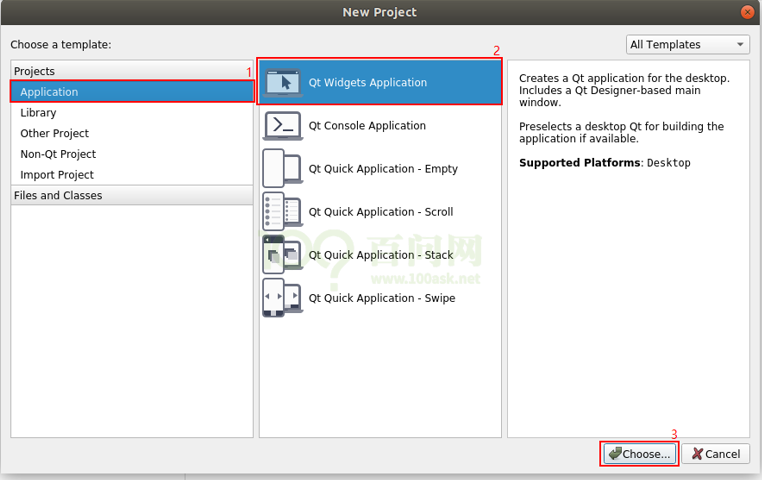 New Project
Choose a template:
All Templates
Projects
1
Application
Library
Other Project
Non-Qt Project
Import Project
Files and Classes
2
Qt Widgets Application
Qt Console Application
Qt Quick Application - Empty
Qt Quick Application - Scroll
Qt Quick Application - Stack
Qt Quick Application - Swipe
100?
百问网
www.100ask.net
Creates a Qt application for the desktop.
Includes a Qt Designer-based main
window.
Preselects a desktop Qt for building the
application if available.
Supported Platforms: Desktop
3
Choose...
Cancel